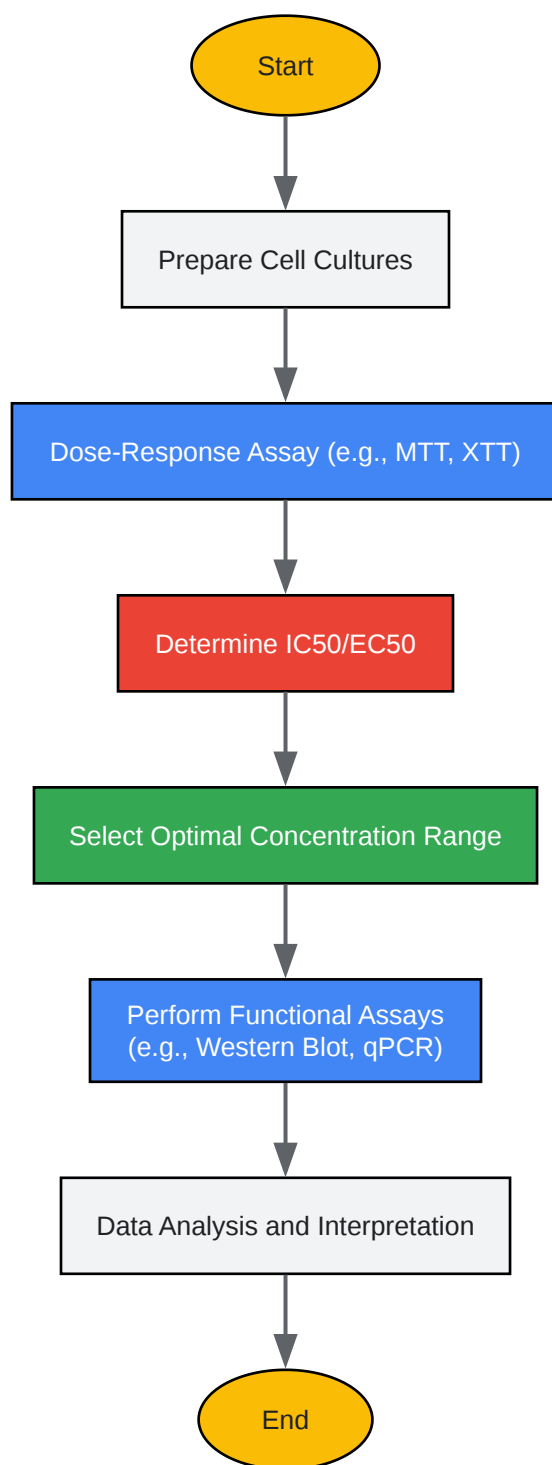 Start
Prepare Cell Cultures
Dose-Response Assay (e.g., MTT, XTT)
Determine IC50/EC50
Select Optimal Concentration Range
Perform Functional Assays
(e.g., Western Blot, qPCR)
Data Analysis and Interpretation
End